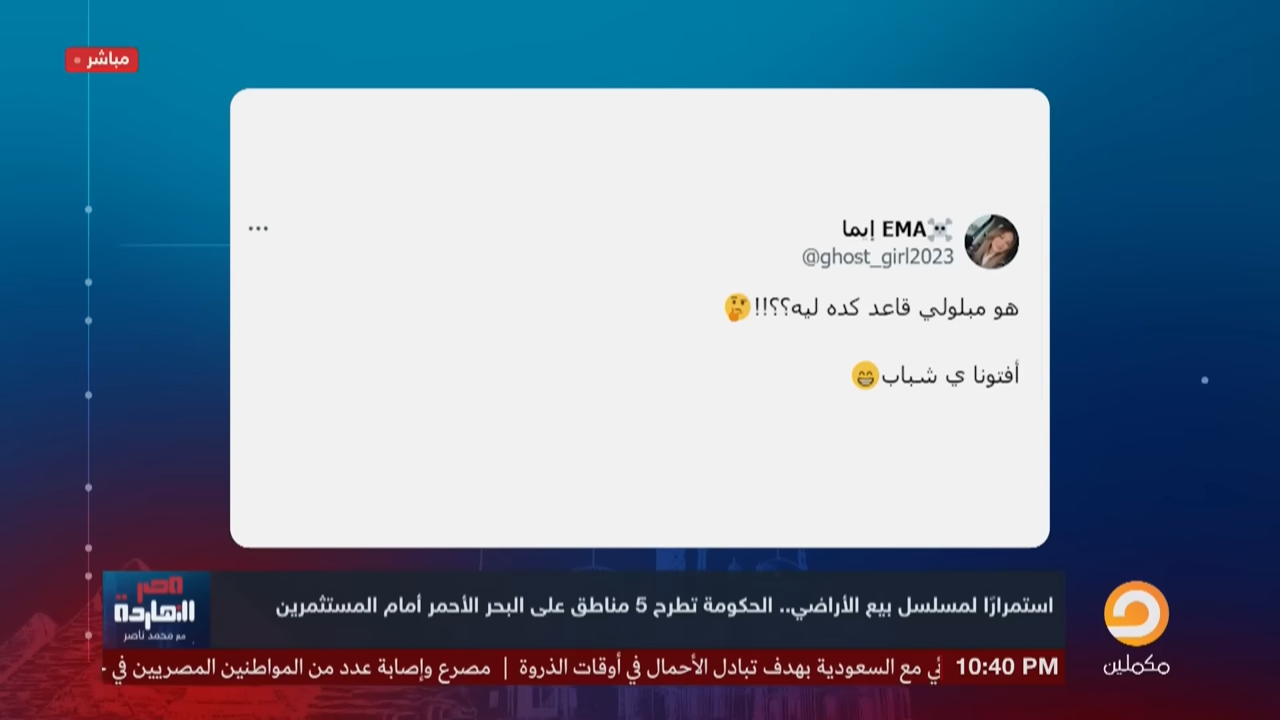 مباشر
EMA إيما
@ghost_girl2023
...
هو مبلولي قاعد كده ليه؟؟!!🤔
أفتونا ي شباب😁
استمرارًا لمسلسل بيع الأراضي.. الحكومة تطرح 5 مناطق على البحر الأحمر أمام المستثمرين
مصر
النهاردة
مع محمد ناصر
10:40 PM
مع السعودية بهدف تبادل الأحمال في أوقات الذروة | مصرع وإصابة عدد من المواطنين المصريين في
مكملين